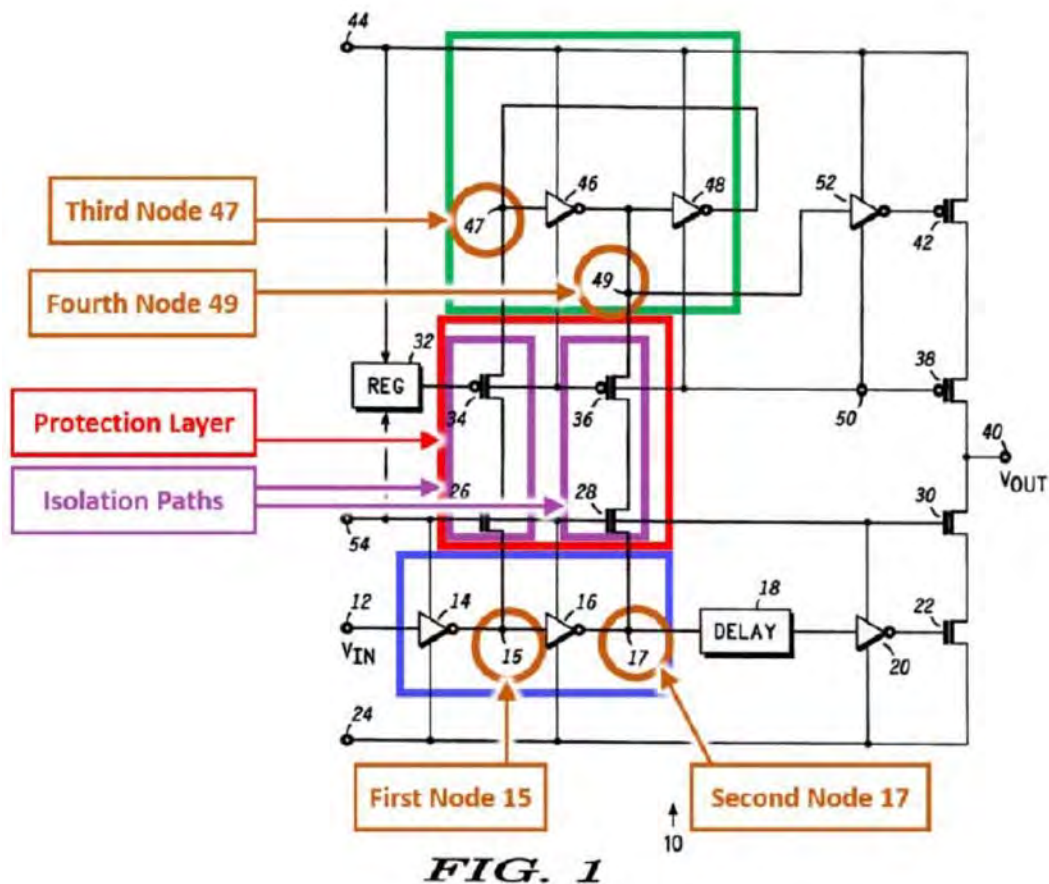 44
46
48
52
Third Node 47
47
42
Fourth Node 49
49
32
38
REG
34
36
50
Protection Layer
40
Isolation Paths
VOUT
26
28
30
54
12
14
16
18
22
DELAY
VIN
15
17
20
24
First Node 15
Second Node 17
10
FIG. 1